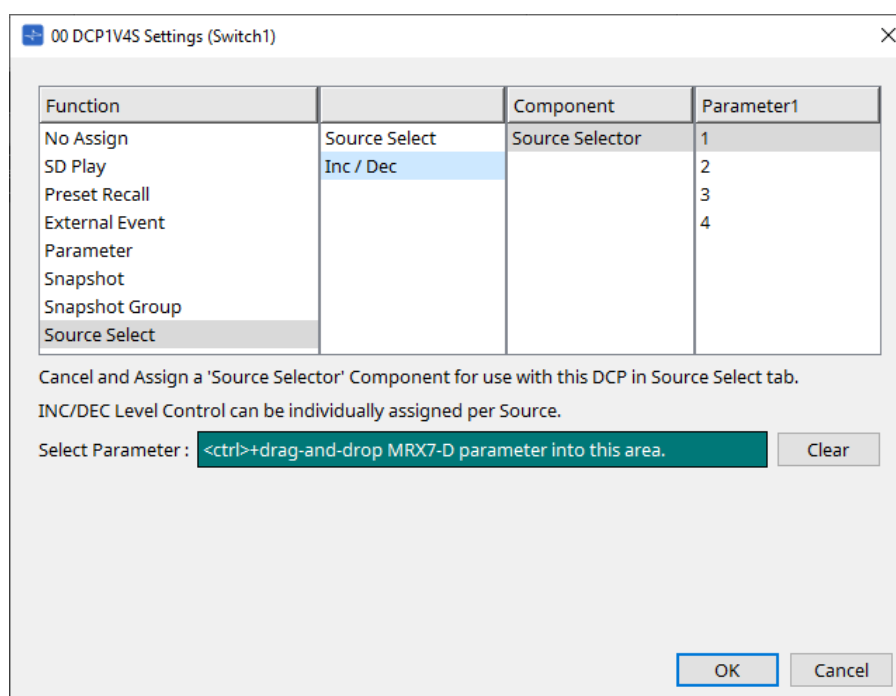 00 DCP1V4S Settings (Switch1)
Function Component Parameter1
No Assign Source Select Source Selector 1
SD Play Inc / Dec 2
Preset Recall 3
External Event 4
Parameter
Snapshot
Snapshot Group
Source Select
Cancel and Assign a 'Source Selector' Component for use with this DCP in Source Select tab.
INC/DEC Level Control can be individually assigned per Source.
Select Parameter : <ctrl>+drag-and-drop MRX7-D parameter into this area. Clear
OK Cancel